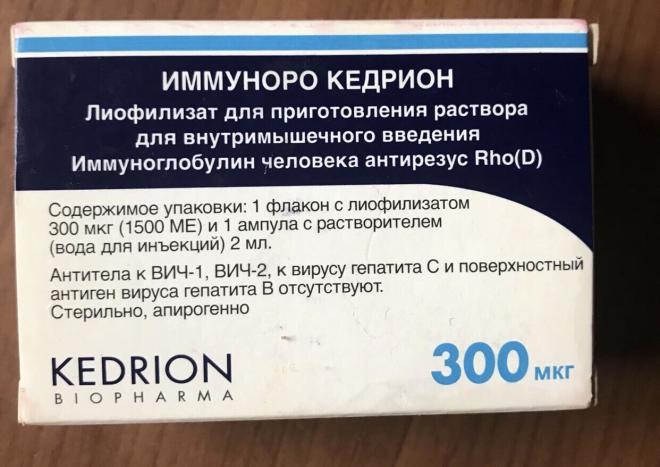 ИММУНОРО КЕДРИОН
Лиофилизат для приготовления раствора
для внутримышечного введения
Иммуноглобулин человека антирезус Rho(D)
Содержимое упаковки: 1 флакон с лиофилизатом
300 мкг (1500 МЕ) и 1 ампула с растворителем
(вода для инъекций) 2 мл.
Антитела к ВИЧ-1, ВИЧ-2, к вирусу гепатита С и поверхностный
антиген вируса гепатита В отсутствуют.
Стерильно, апирогенно
KEDRION
BIOPHARMA
300 мкг